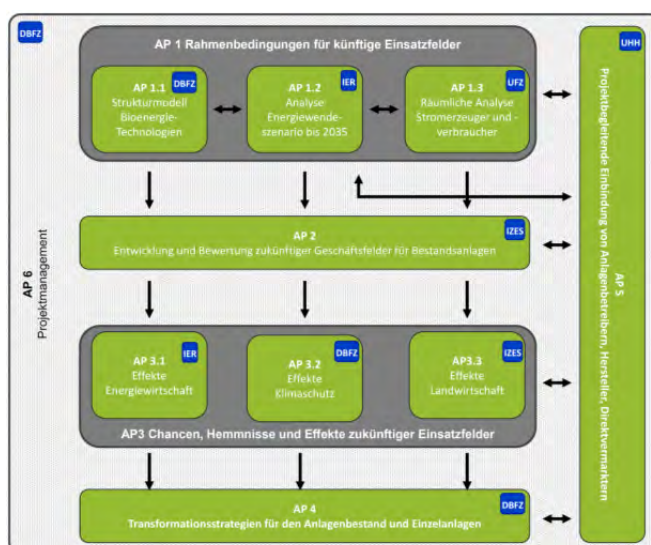 DBFZ
AP 1 Rahmenbedingungen für künftige Einsatzfelder
UHH
DBFZ
AP 1.1
Strukturmodell
Bioenergie-
Technologien
IER
AP 1.2
Analyse
Energiewende-
szenario bis 2035
UFZ
AP 1.3
Räumliche Analyse
Stromerzeuger und -
verbraucher
AP 2
IZES
Entwicklung und Bewertung zukünftiger Geschäftsfelder für Bestandsanlagen
AP 6
Projektmanagement
AP 5
Projektbegleitende Einbindung von Anlagenbetreibern, Hersteller, Direktvermarktern
AP 3.1
IER
Effekte
Energiewirtschaft
AP 3.2
DBFZ
Effekte
Klimaschutz
AP3.3
IZES
Effekte
Landwirtschaft
AP3 Chancen, Hemmnisse und Effekte zukünftiger Einsatzfelder
AP 4
DBFZ
Transformationsstrategien für den Anlagenbestand und Einzelanlagen